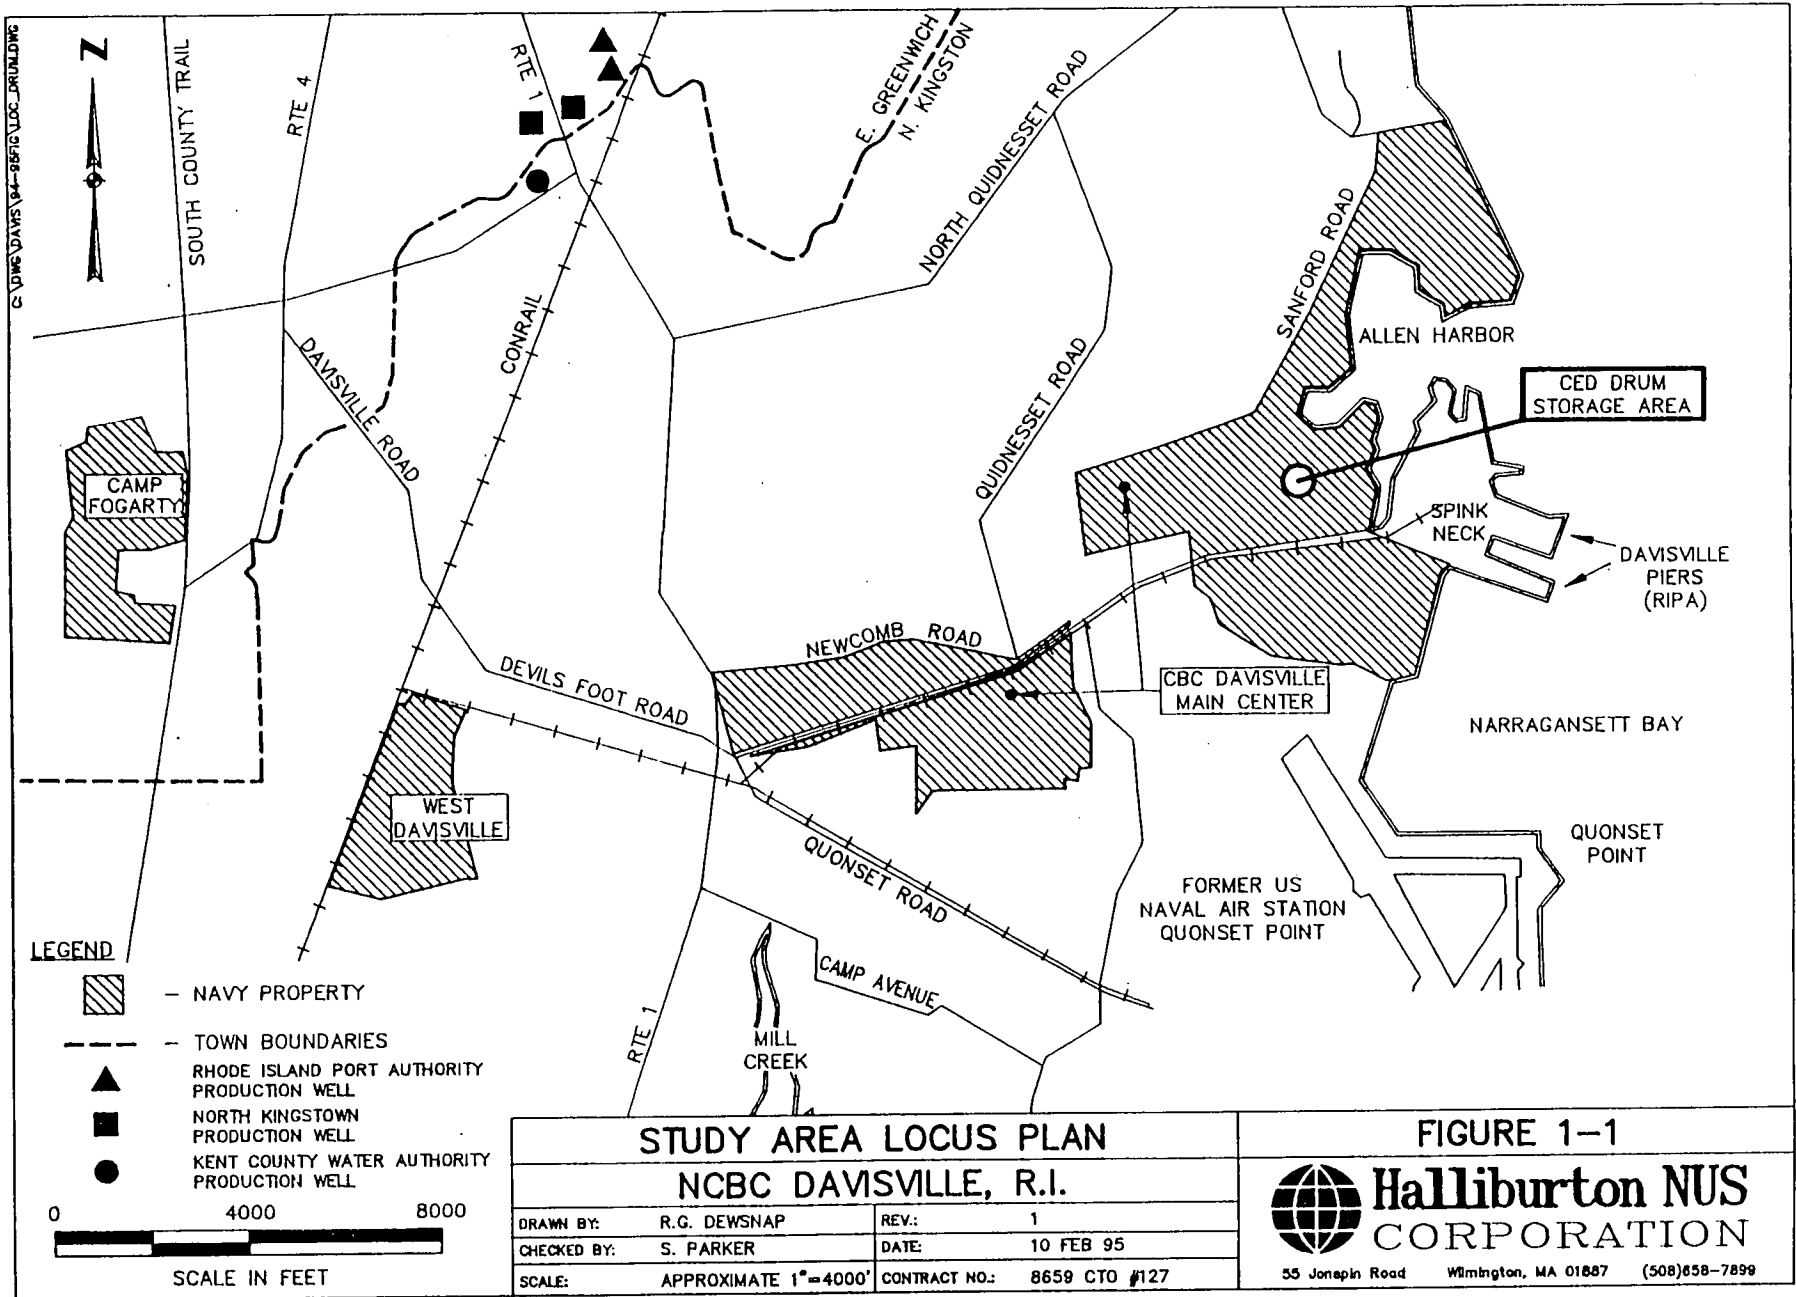 C:\DWG\DAVIS\94-95FIG\LOC_DRUM.DWG
N
SOUTH COUNTY TRAIL
RTE 4
RTE 1
E. GREENWICH
N. KINGSTON
NORTH QUIDNESSET ROAD
SANFORD ROAD
ALLEN HARBOR
CONRAIL
DAVISVILLE ROAD
QUIDNESSET ROAD
CED DRUM
STORAGE AREA
CAMP
FOGARTY
SPINK
NECK
DAVISVILLE
PIERS
(RIPA)
NEWCOMB ROAD
DEVILS FOOT ROAD
CBC DAVISVILLE
MAIN CENTER
NARRAGANSETT BAY
WEST
DAVISVILLE
QUONSET ROAD
QUONSET
POINT
FORMER US
NAVAL AIR STATION
QUONSET POINT
CAMP AVENUE
RTE 1
MILL
CREEK
LEGEND
– NAVY PROPERTY
– TOWN BOUNDARIES
RHODE ISLAND PORT AUTHORITY
PRODUCTION WELL
NORTH KINGSTOWN
PRODUCTION WELL
KENT COUNTY WATER AUTHORITY
PRODUCTION WELL
0 4000 8000
SCALE IN FEET
STUDY AREA LOCUS PLAN
NCBC DAVISVILLE, R.I.
DRAWN BY: R.G. DEWSNAP REV.: 1
CHECKED BY: S. PARKER DATE: 10 FEB 95
SCALE: APPROXIMATE 1"=4000' CONTRACT NO.: 8659 CTO #127
FIGURE 1–1
Halliburton NUS
CORPORATION
55 Jonspin Road Wilmington, MA 01887 (508)658–7899